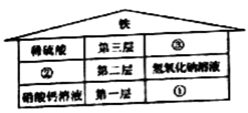 铁
稀硫酸 第三层 ③
② 第二层 氢氧化钠溶液
硝酸钙溶液 第一层 ①